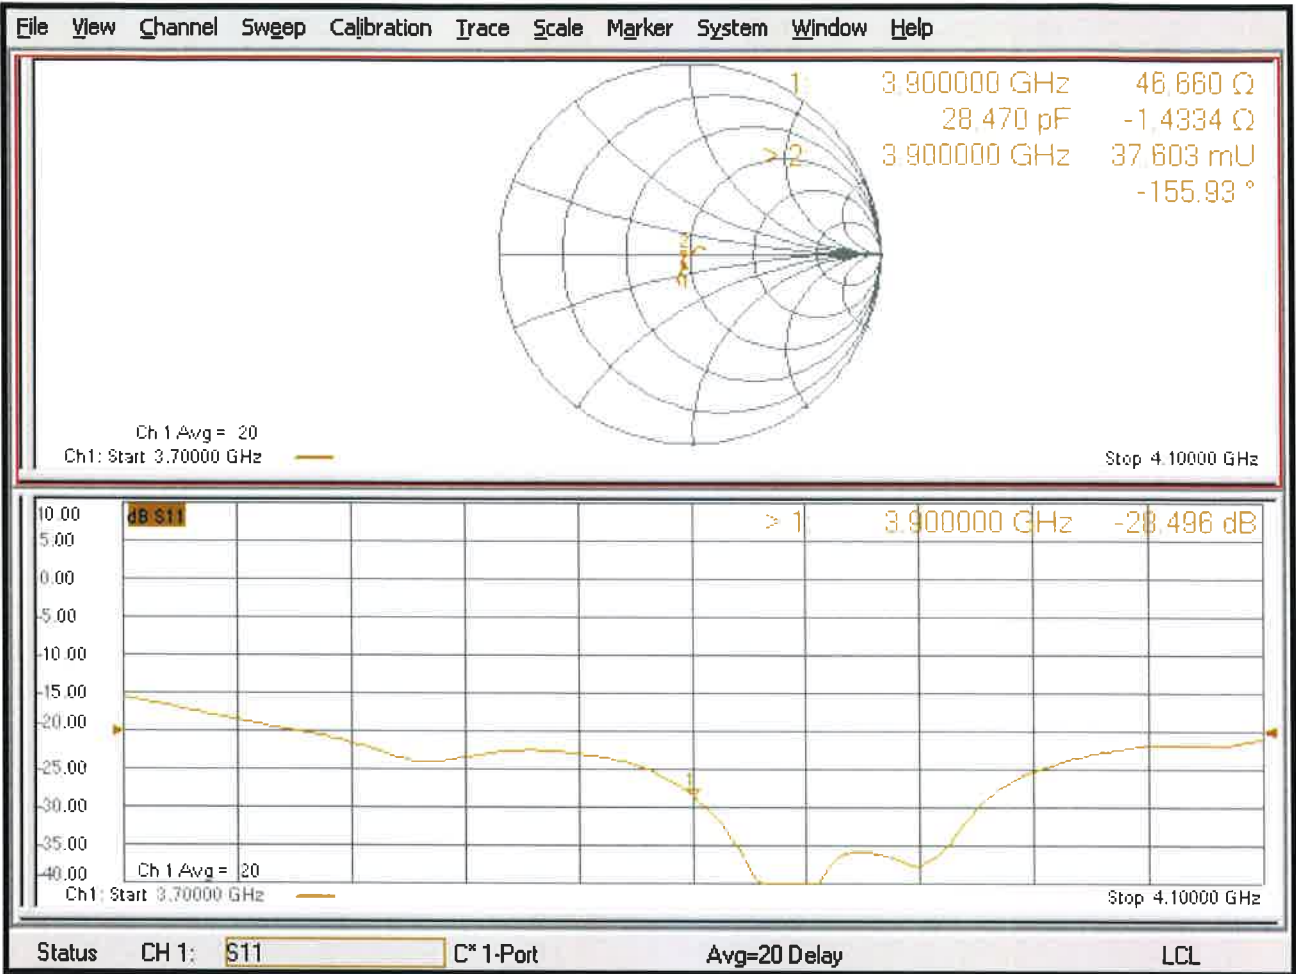 File View Channel Sweep Calibration Trace Scale Marker System Window Help
1: 3.900000 GHz 46.660 Ω
28.470 pF -1.4334 Ω
> 2 3.900000 GHz 37.603 mU
-155.93 °
Ch 1 Avg = 20
Ch1: Start 3.70000 GHz
Stop 4.10000 GHz
10.00
dB S11
> 1: 3.900000 GHz -28.496 dB
5.00
0.00
-5.00
-10.00
-15.00
-20.00
-25.00
1
-30.00
-35.00
-40.00
Ch 1 Avg = 20
Ch1: Start 3.70000 GHz
Stop 4.10000 GHz
Status CH 1: S11 C* 1-Port Avg=20 Delay LCL